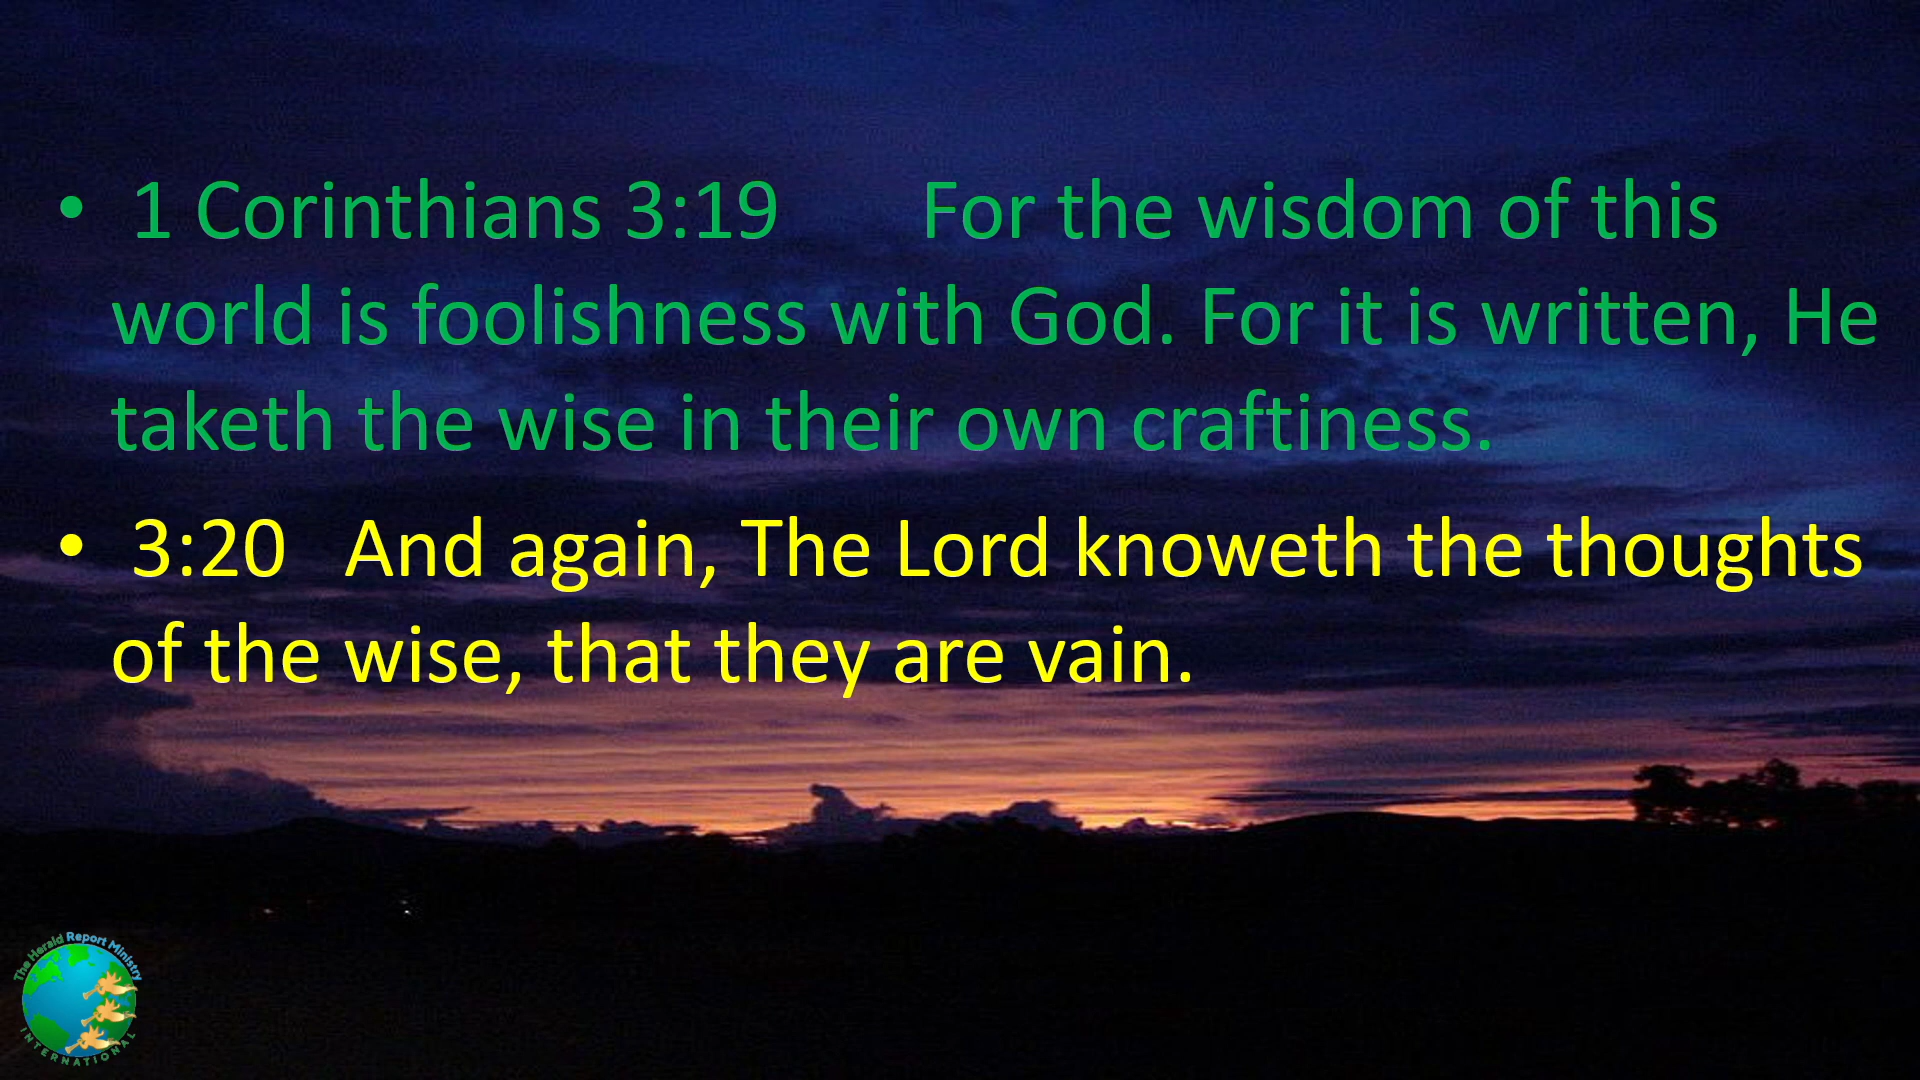 • 1 Corinthians 3:19 For the wisdom of this
world is foolishness with God. For it is written, He
taketh the wise in their own craftiness.
• 3:20 And again, The Lord knoweth the thoughts
of the wise, that they are vain.
The Herald Report Ministry
INTERNATIONAL